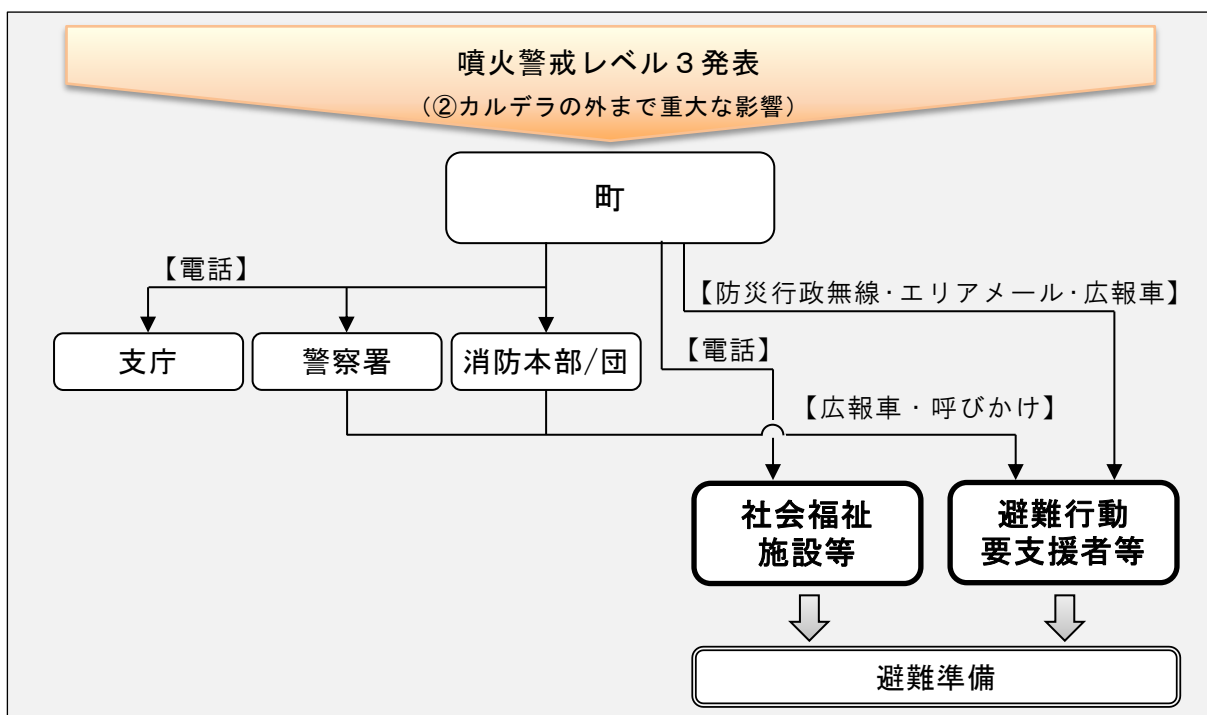 噴火警戒レベル３発表
（②カルデラの外まで重大な影響）
町
【電話】
【防災行政無線･エリアメール･広報車】
支庁
警察署
消防本部/団
【電話】
【広報車・呼びかけ】
社会福祉
施設等
避難行動
要支援者等
避難準備